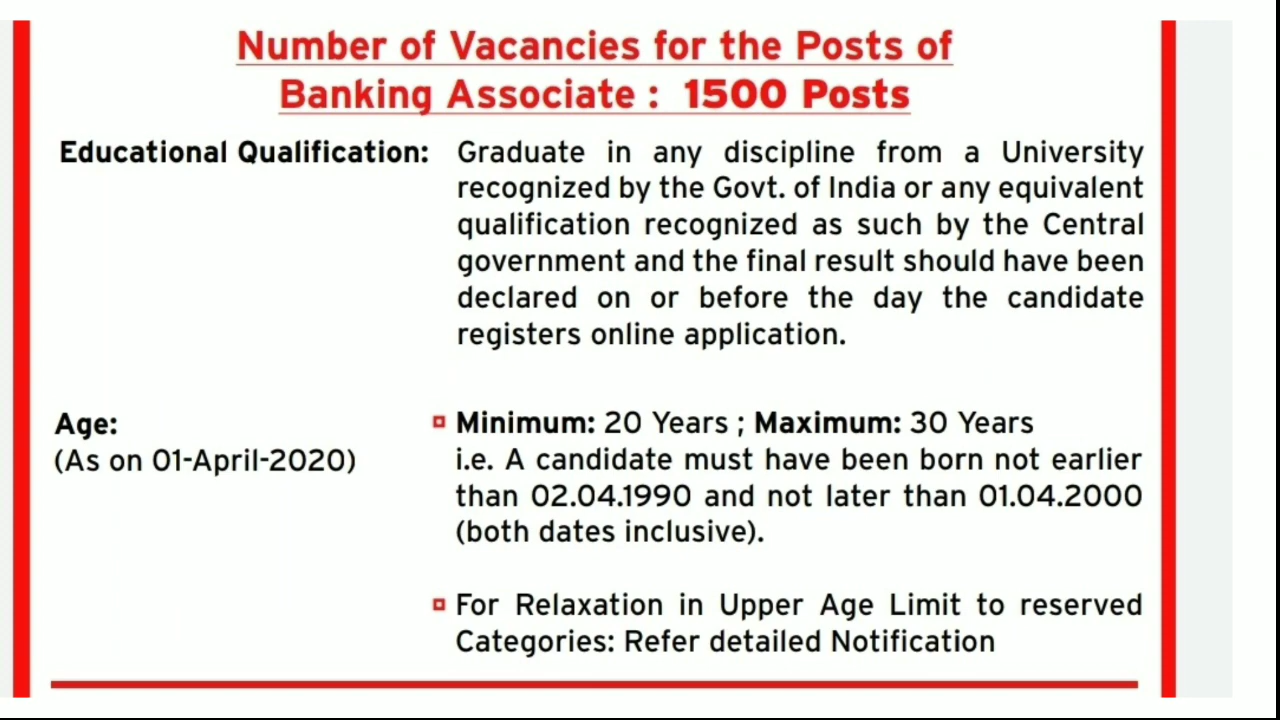 Number of Vacancies for the Posts of
Banking Associate : 1500 Posts
Educational Qualification: Graduate in any discipline from a University
recognized by the Govt. of India or any equivalent
qualification recognized as such by the Central
government and the final result should have been
declared on or before the day the candidate
registers online application.
Age:
(As on 01-April-2020)
Minimum: 20 Years ; Maximum: 30 Years
i.e. A candidate must have been born not earlier
than 02.04.1990 and not later than 01.04.2000
(both dates inclusive).
For Relaxation in Upper Age Limit to reserved
Categories: Refer detailed Notification